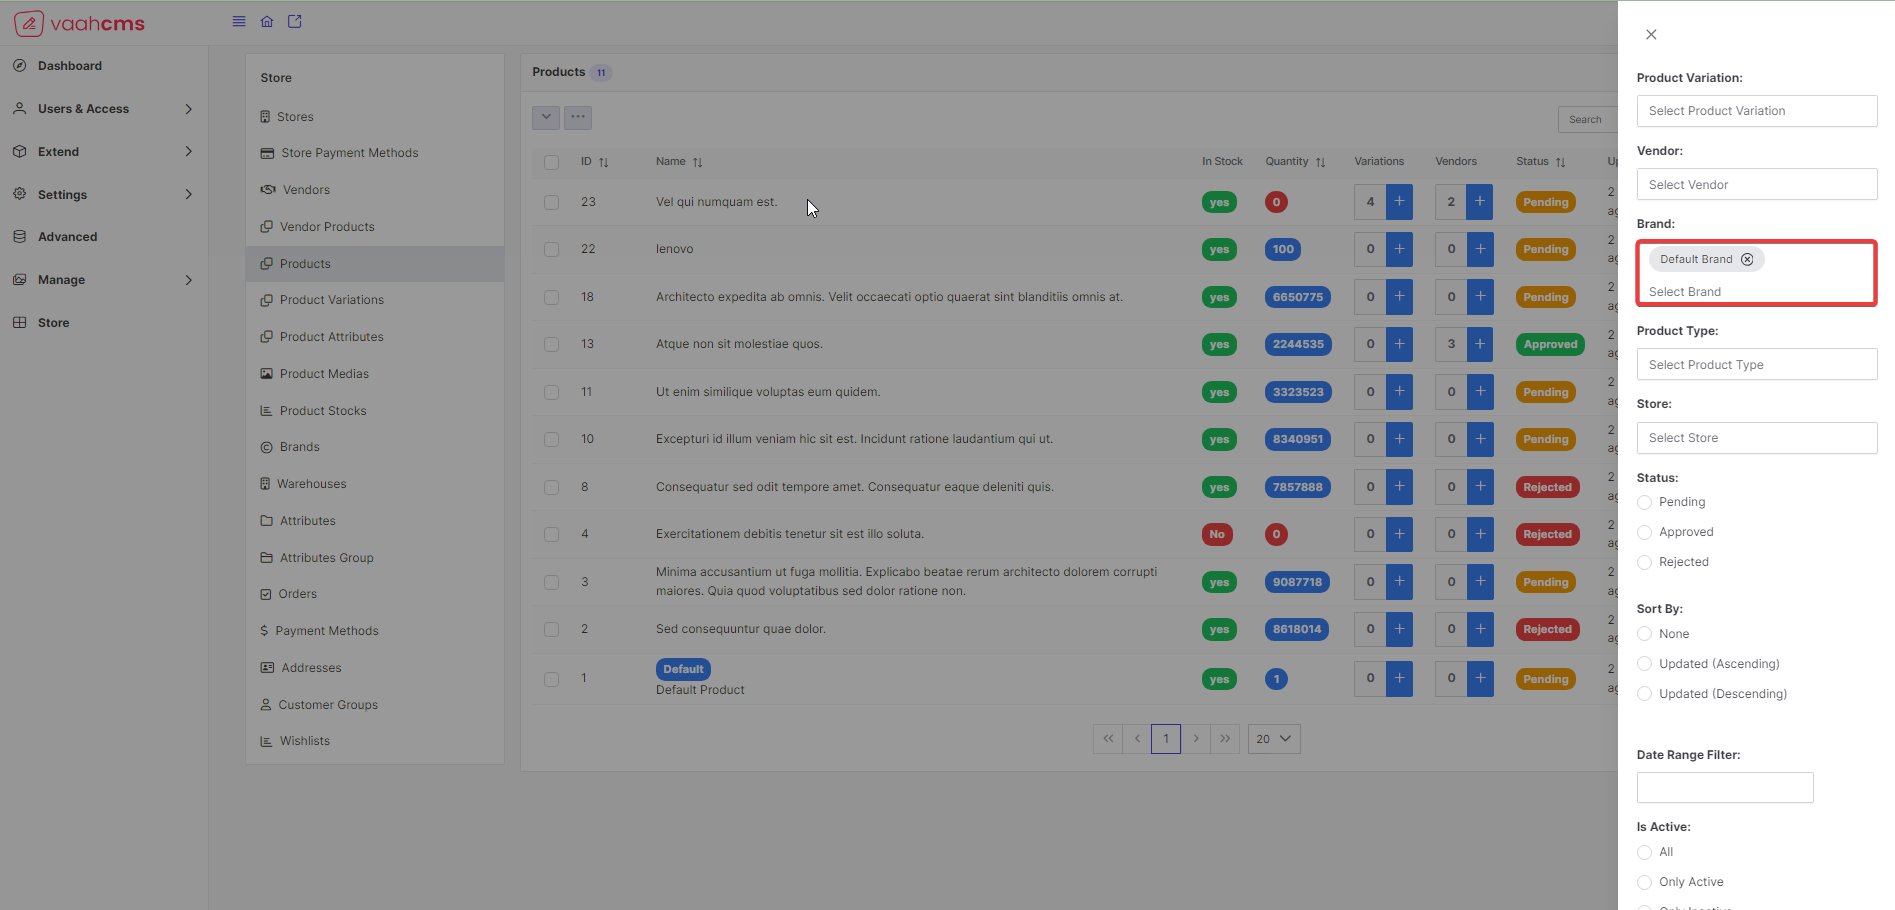 vaahcms
Dashboard
Users & Access
Extend
Settings
Advanced
Manage
Store
Store
Stores
Store Payment Methods
Vendors
Vendor Products
Products
Product Variations
Product Attributes
Product Medias
Product Stocks
Brands
Warehouses
Attributes
Attributes Group
Orders
$ Payment Methods
Addresses
Customer Groups
Wishlists
Products 11
Search
ID Name In Stock Quantity Variations Vendors Status
23 Vel qui numquam est. yes 0 4 + 2 + Pending 2
22 lenovo yes 100 0 + 0 + Pending 2
18 Architecto expedita ab omnis. Velit occaecati optio quaerat sint blanditiis omnis at. yes 6650775 0 + 0 + Pending 2
13 Atque non sit molestiae quos. yes 2244535 0 + 3 + Approved 2
11 Ut enim similique voluptas eum quidem. yes 3323523 0 + 0 + Pending 2
10 Excepturi id illum veniam hic sit est. Incidunt ratione laudantium qui ut. yes 8340951 0 + 0 + Pending 2
8 Consequatur sed odit tempore amet. Consequatur eaque deleniti quis. yes 7857888 0 + 0 + Rejected 2
4 Exercitationem debitis tenetur sit est illo soluta. No 0 0 + 0 + Rejected 2
3 Minima accusantium ut fuga mollitia. Explicabo beatae rerum architecto dolorem corrupti
maiores. Quia quod voluptatibus sed dolor ratione non. yes 9087718 0 + 0 + Pending 2
2 Sed consequuntur quae dolor. yes 8618014 0 + 0 + Rejected 2
1 Default
Default Product yes 1 0 + 0 + Pending 2
<< < 1 > >> 20
Product Variation:
Select Product Variation
Vendor:
Select Vendor
Brand:
Default Brand
Select Brand
Product Type:
Select Product Type
Store:
Select Store
Status:
Pending
Approved
Rejected
Sort By:
None
Updated (Ascending)
Updated (Descending)
Date Range Filter:
Is Active:
All
Only Active